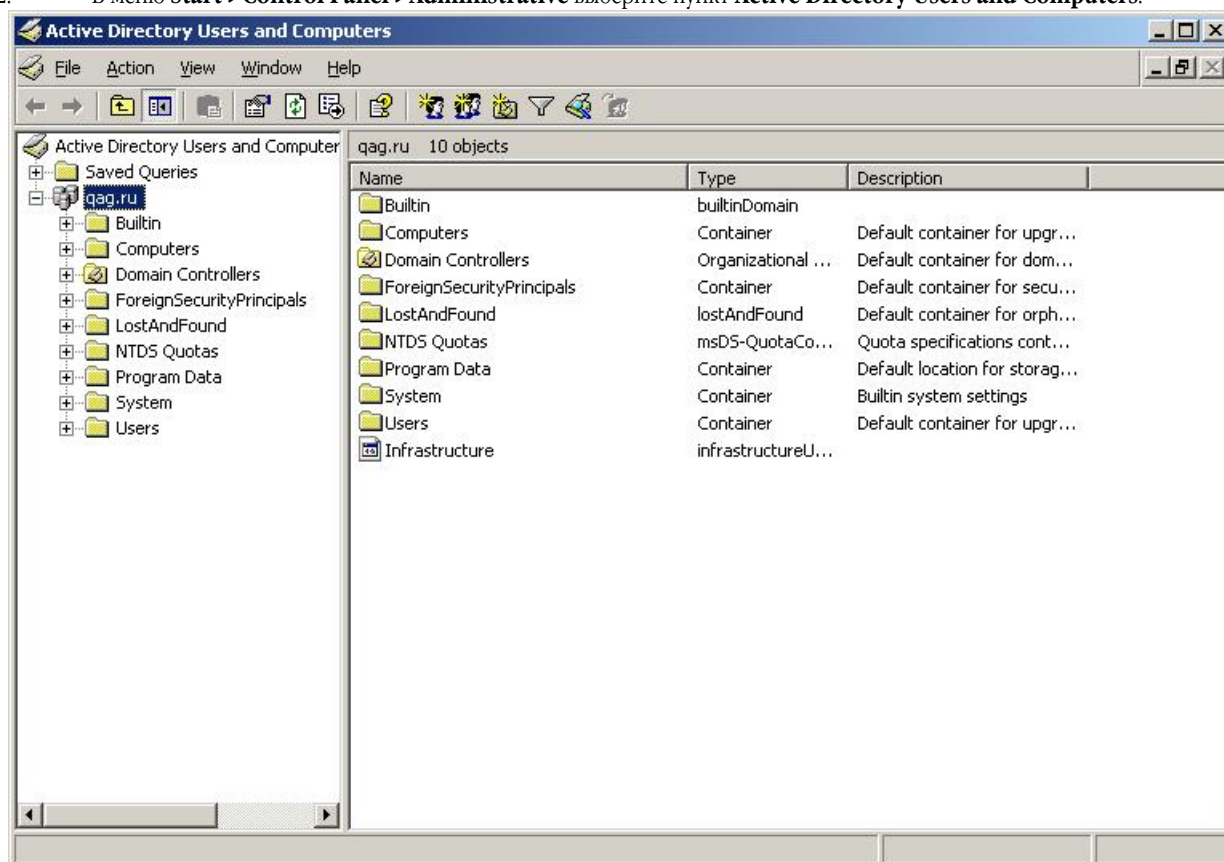 2. В меню Start > Control Panel > Administrative выберите пункт Active Directory Users and Computers.
Active Directory Users and Computers
File Action View Window Help
Active Directory Users and Computer
Saved Queries
qag.ru
Builtin
Computers
Domain Controllers
ForeignSecurityPrincipals
LostAndFound
NTDS Quotas
Program Data
System
Users
qag.ru 10 objects
Name Type Description
Builtin builtinDomain
Computers Container Default container for upgr...
Domain Controllers Organizational ... Default container for dom...
ForeignSecurityPrincipals Container Default container for secu...
LostAndFound lostAndFound Default container for orph...
NTDS Quotas msDS-QuotaCo... Quota specifications cont...
Program Data Container Default location for storag...
System Container Builtin system settings
Users Container Default container for upgr...
Infrastructure infrastructureU...